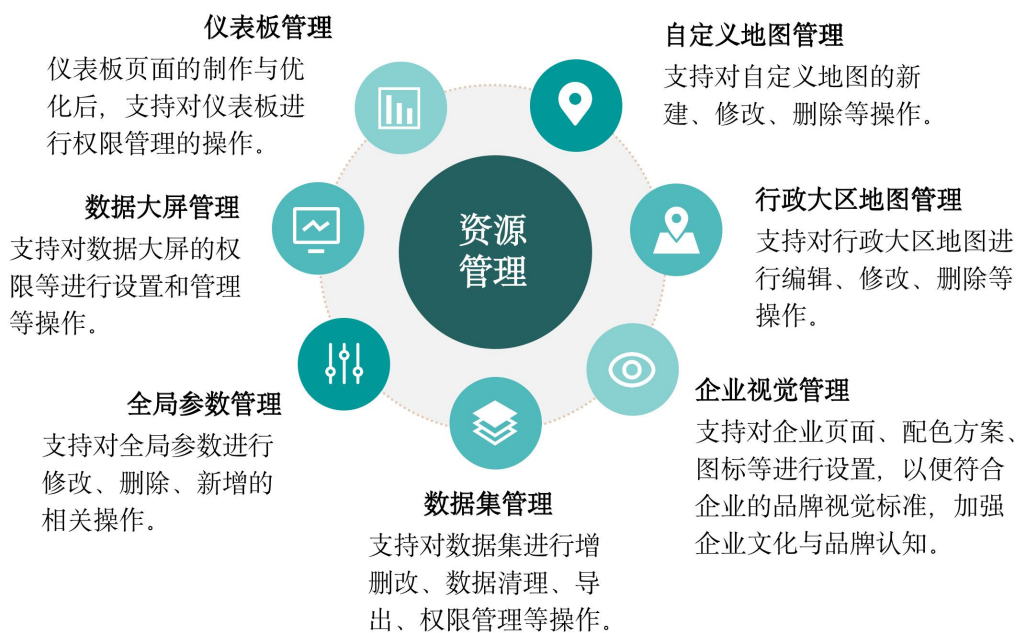 仪表板管理
仪表板页面的制作与优
化后，支持对仪表板进
行权限管理的操作。
自定义地图管理
支持对自定义地图的新
建、修改、删除等操作。
数据大屏管理
支持对数据大屏的权
限等进行设置和管理
等操作。
资源
管理
行政大区地图管理
支持对行政大区地图进
行编辑、修改、删除等
操作。
全局参数管理
支持对全局参数进行
修改、删除、新增的
相关操作。
企业视觉管理
支持对企业页面、配色方案、
图标等进行设置，以便符合
企业的品牌视觉标准，加强
企业文化与品牌认知。
数据集管理
支持对数据集进行增
删改、数据清理、导
出、权限管理等操作。